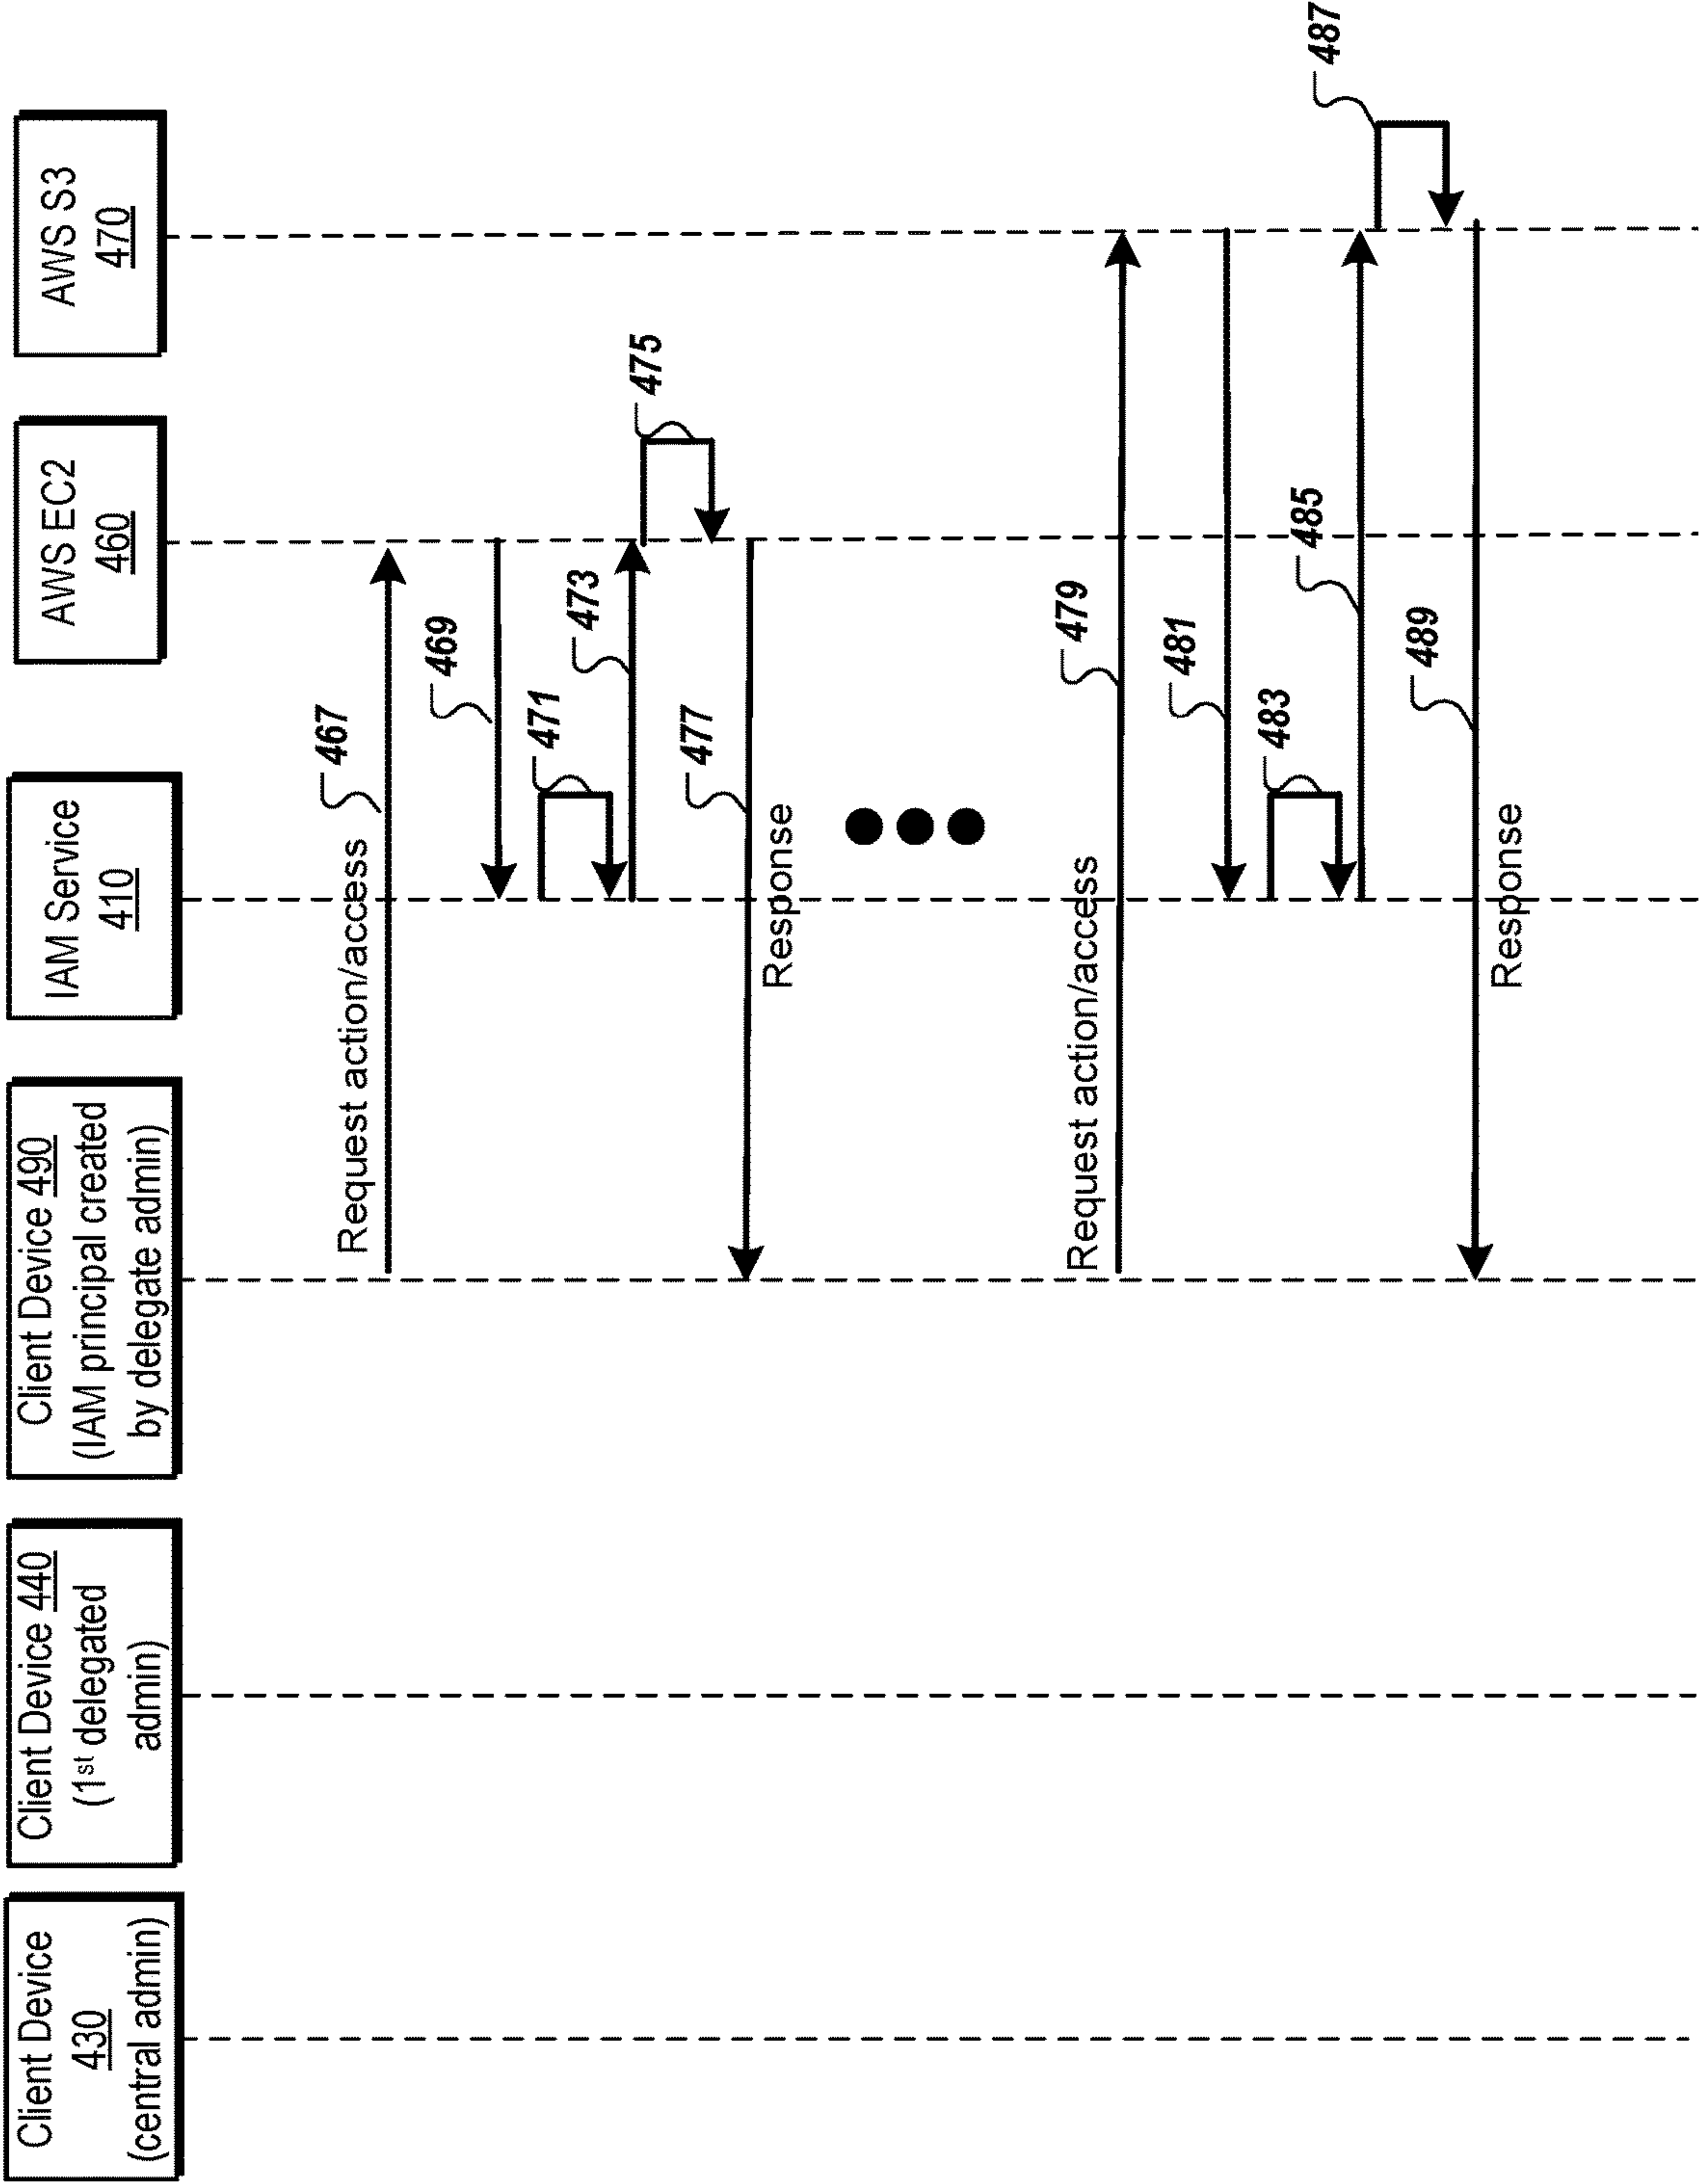 Client Device
430
(central admin)
Client Device 440
(1st delegated
admin)
Client Device 490
(IAM principal created
by delegate admin)
IAM Service
410
AWS EC2
460
AWS S3
470
Request action/access
467
469
471
473
475
477
Response
Request action/access
479
481
483
485
487
489
Response